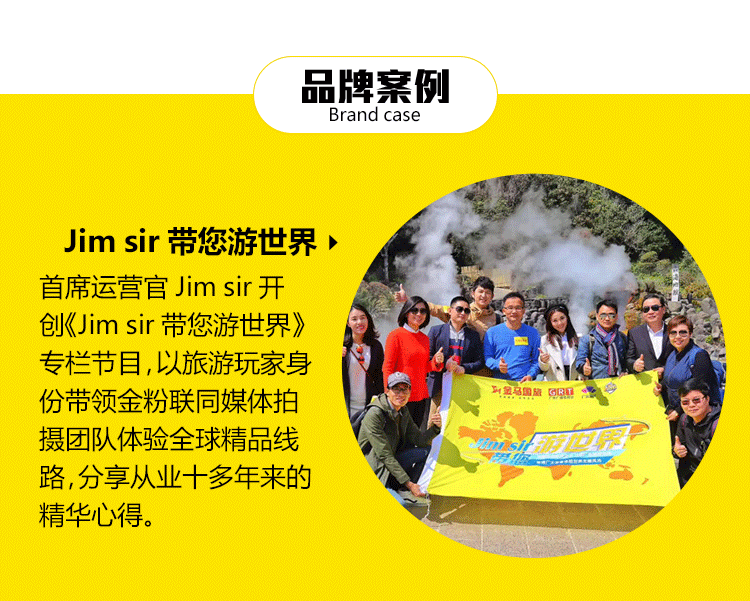 品牌案例
Brand case
Jim sir 带您游世界
首席运营官 Jim sir 开
创《Jim sir 带您游世界》
专栏节目，以旅游玩家身
份带领金粉联同媒体拍
摄团队体验全球精品线
路，分享从业十多年来的
精华心得。
金马国旅 GRT
Jim sir 游世界
带您